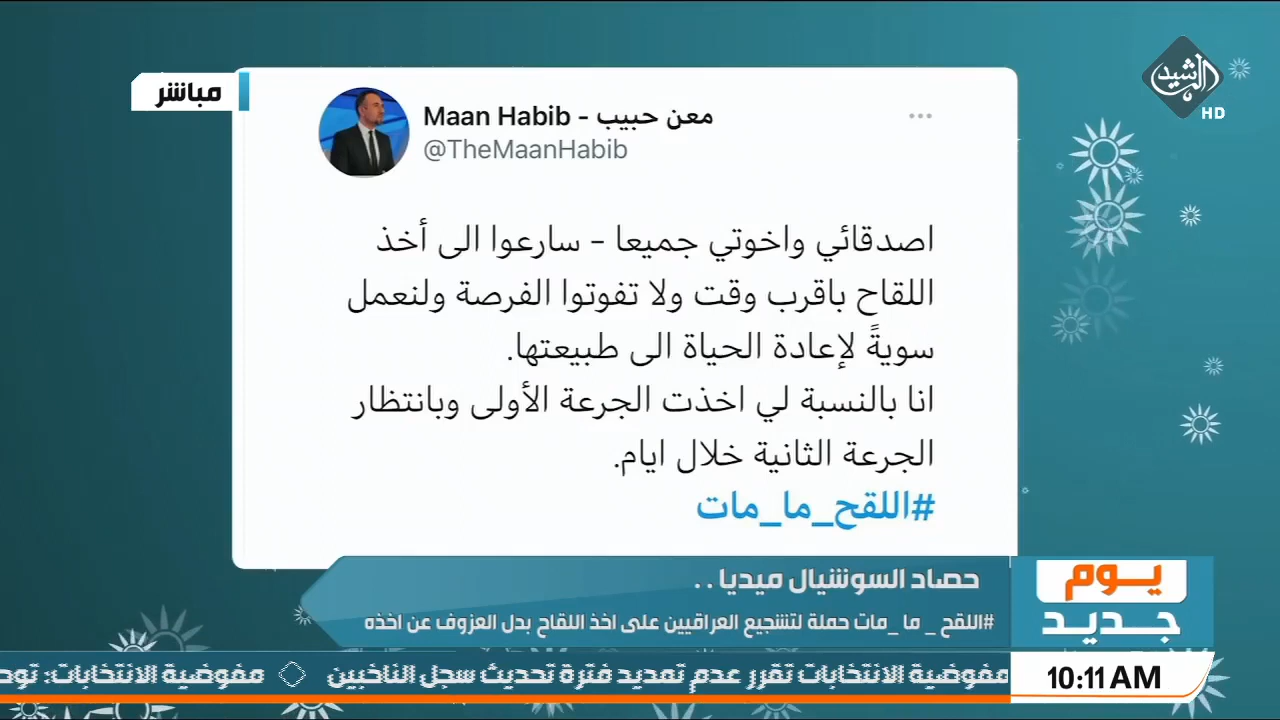 مباشر
الرشيد
HD
Maan Habib - معن حبيب
@TheMaanHabib
اصدقائي واخوتي جميعا - سارعوا الى أخذ
اللقاح باقرب وقت ولا تفوتوا الفرصة ولنعمل
سويةً لإعادة الحياة الى طبيعتها.
انا بالنسبة لي اخذت الجرعة الأولى وبانتظار
الجرعة الثانية خلال ايام.
#اللقح_ما_مات
يوم
جديد
حصاد السوشيال ميديا . .
#اللقح _ ما _مات حملة لتشجيع العراقيين على اخذ اللقاح بدل العزوف عن اخذه
10:11 AM
مفوضية الانتخابات تقرر عدم تمديد فترة تحديث سجل الناخبين ◇ مفوضية الانتخابات: